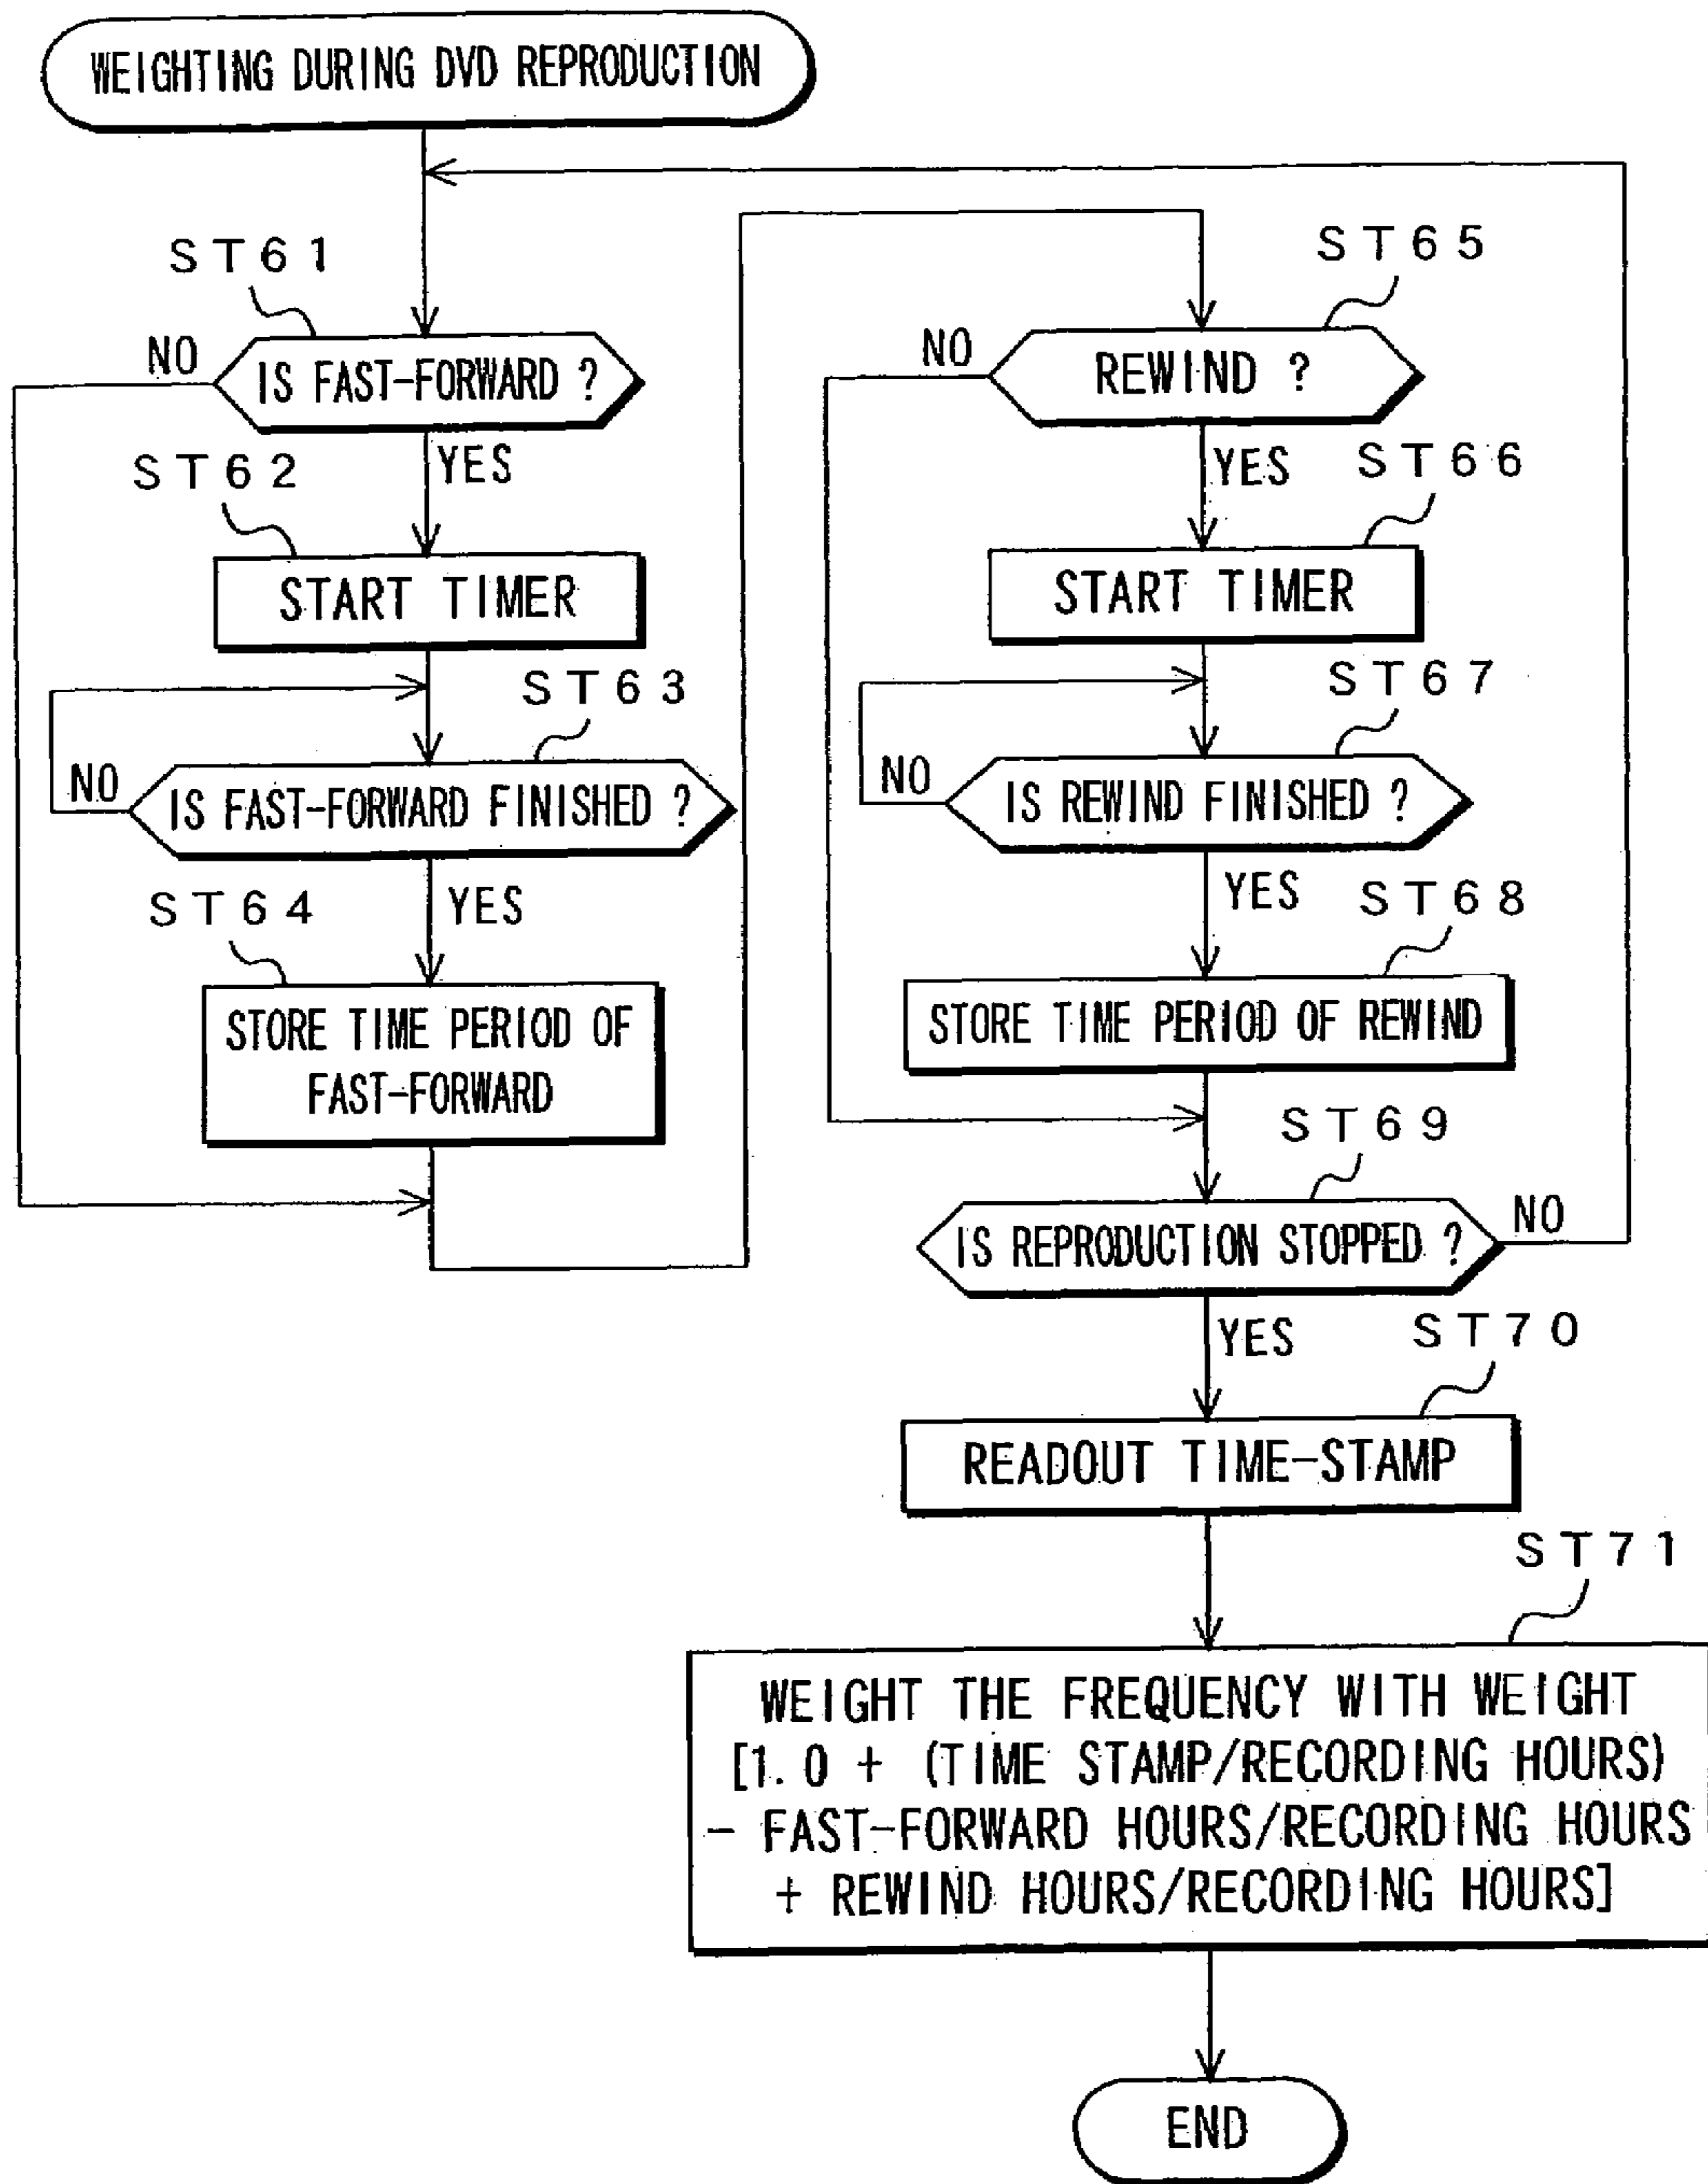 WEIGHTING DURING DVD REPRODUCTION
ST61
NO
IS FAST-FORWARD ?
YES
ST62
START TIMER
ST63
NO
IS FAST-FORWARD FINISHED ?
YES
ST64
STORE TIME PERIOD OF
FAST-FORWARD
ST65
NO
REWIND ?
YES
ST66
START TIMER
ST67
NO
IS REWIND FINISHED ?
YES
ST68
STORE TIME PERIOD OF REWIND
ST69
IS REPRODUCTION STOPPED ?
NO
YES
ST70
READOUT TIME-STAMP
ST71
WEIGHT THE FREQUENCY WITH WEIGHT
[1.0 + (TIME STAMP/RECORDING HOURS)
- FAST-FORWARD HOURS/RECORDING HOURS
+ REWIND HOURS/RECORDING HOURS]
END